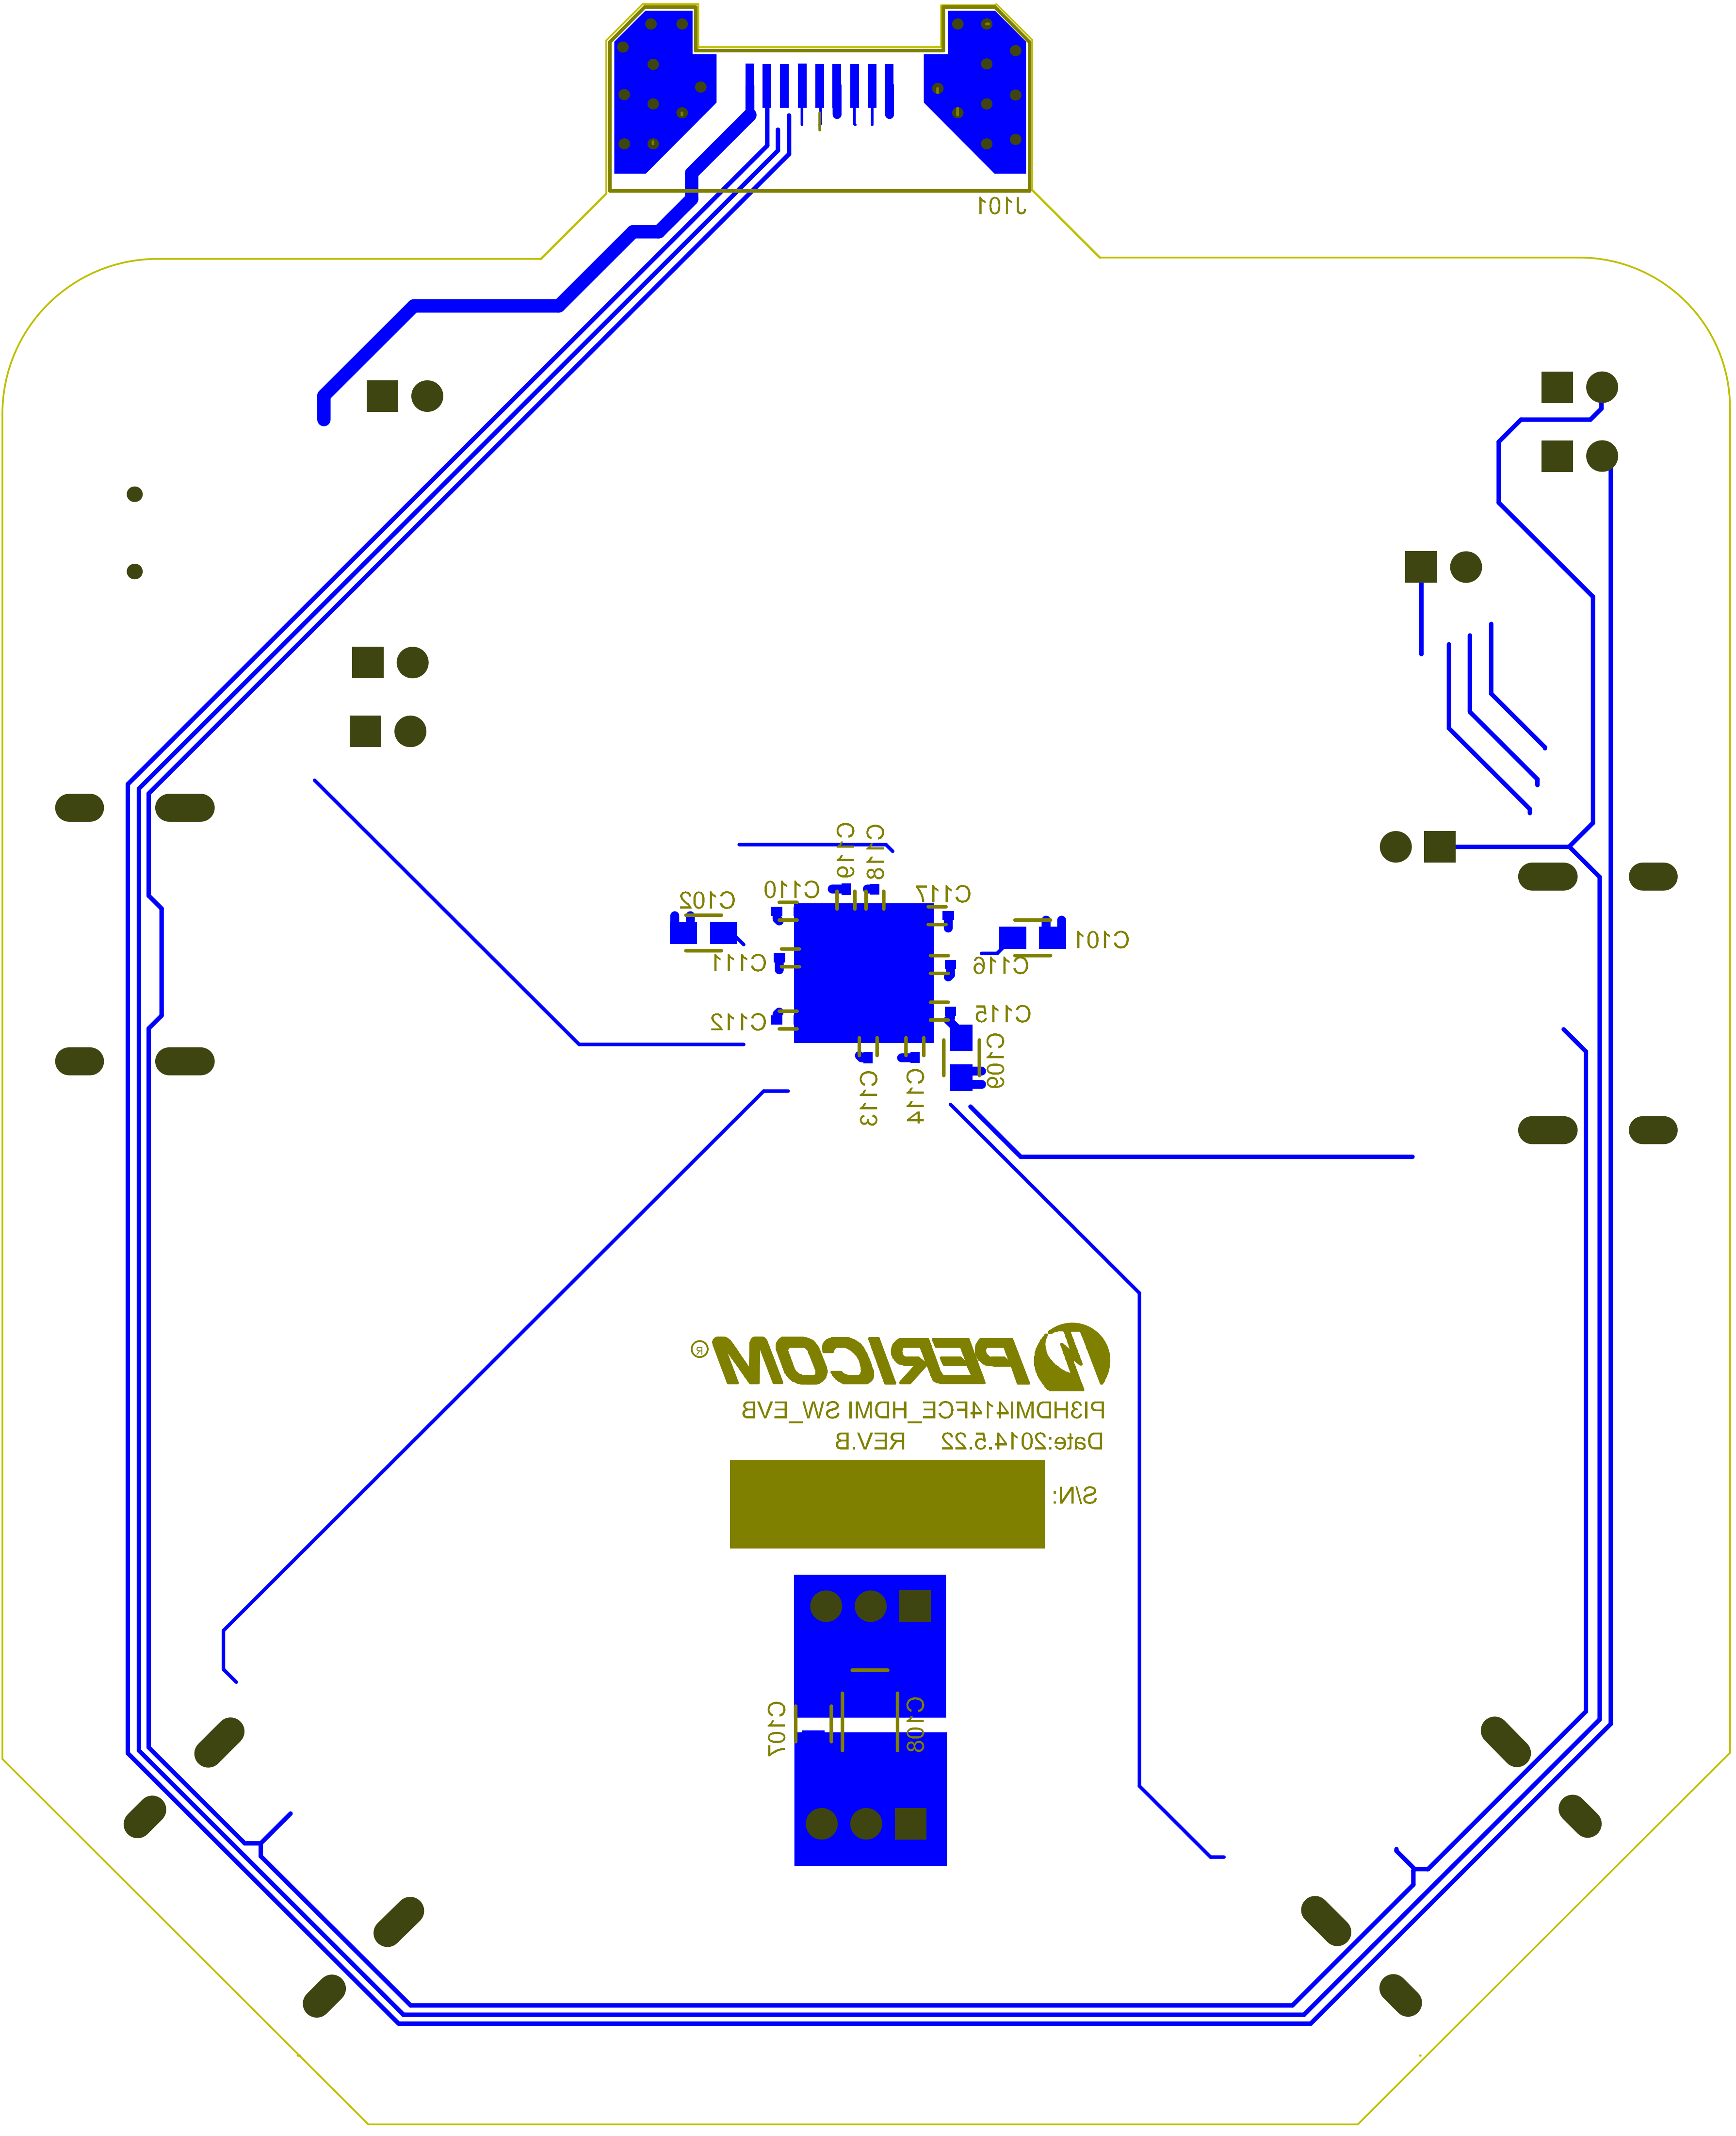 J101
C119
C118
C110
C117
C102
C101
C111
C116
C112
C115
C109
C113
C114
PERICOM®
PI3HDMI414FCE_HDMI SW_EVB
Date:2014.5.22 REV.B
S/N:
C107
C108